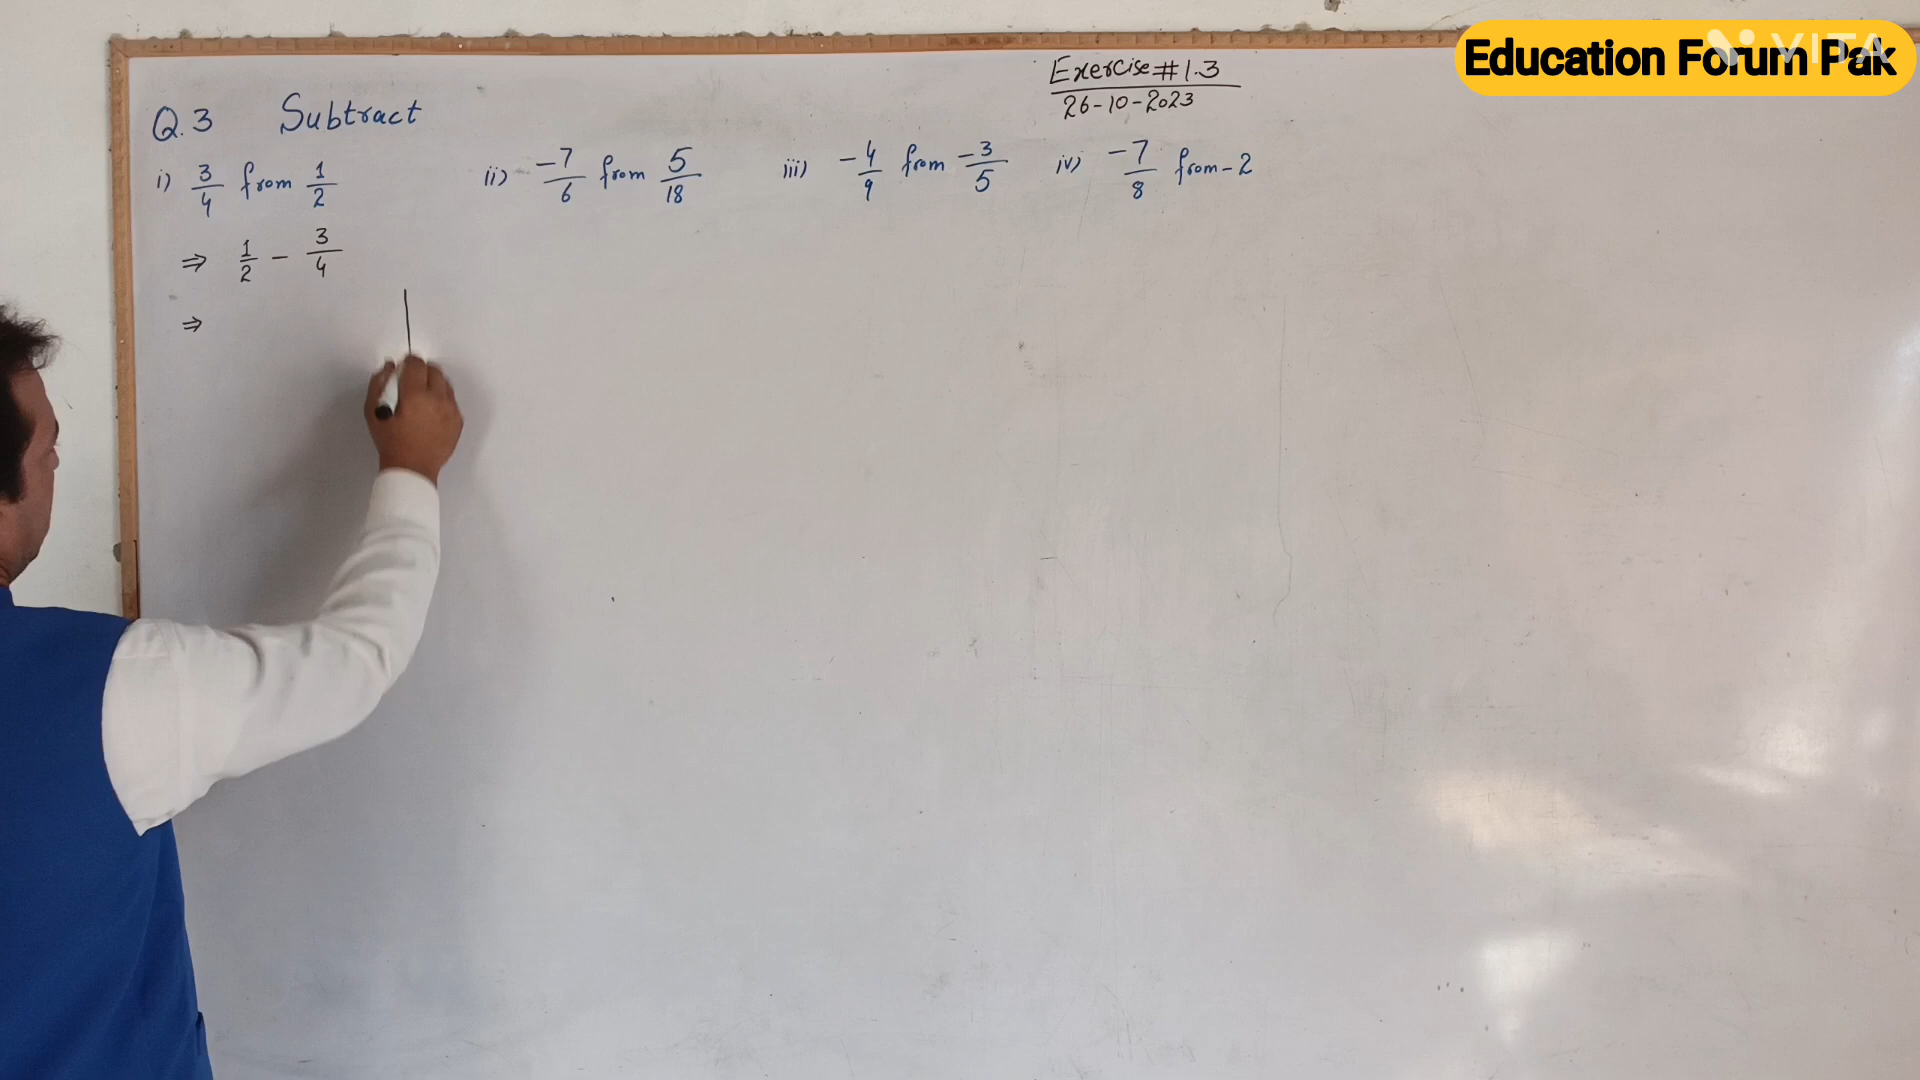 Education Forum Pak
VITA
Exercise # 1.3
26-10-2023
Q.3 Subtract
i) 3/4 from 1/2 ii) -7/6 from 5/18 iii) -4/9 from -3/5 iv) -7/8 from -2
⇒ 1/2 - 3/4
⇒